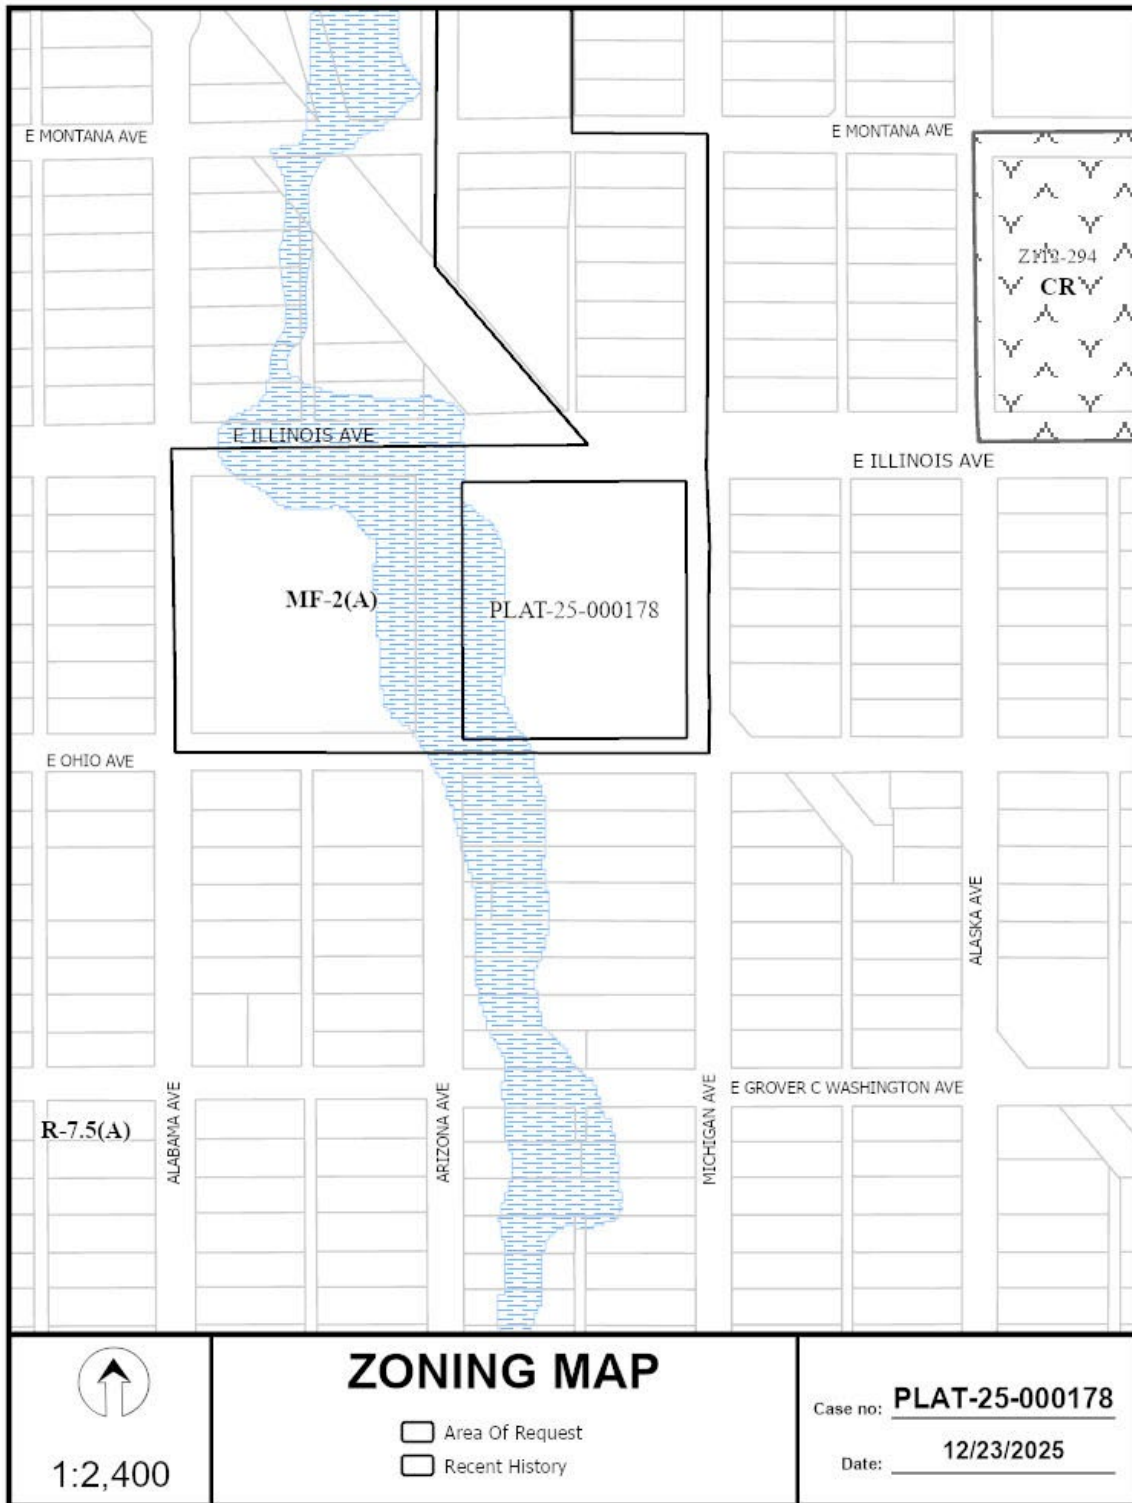 E MONTANA AVE
E MONTANA AVE
Z112-294
CR
E ILLINOIS AVE
E ILLINOIS AVE
MF-2(A)
PLAT-25-000178
E OHIO AVE
ALASKA AVE
E GROVER C WASHINGTON AVE
R-7.5(A)
ALABAMA AVE
ARIZONA AVE
MICHIGAN AVE
1:2,400
ZONING MAP
Area Of Request
Recent History
Case no: PLAT-25-000178
Date: 12/23/2025